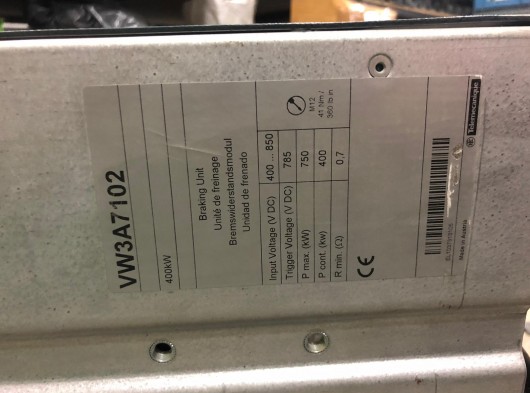 VW3A7102
400kW
Braking Unit
Unité de freinage
Bremswiderstandsmodul
Unidad de frenado
M12
41 Nm /
360 lb.in
Input Voltage (V DC) 400 ... 850
Trigger Voltage (V DC) 785
P max. (kW) 750
P cont. (kw) 400
R min. (Ω) 0,7
CE
Made in Austria
Telemecanique